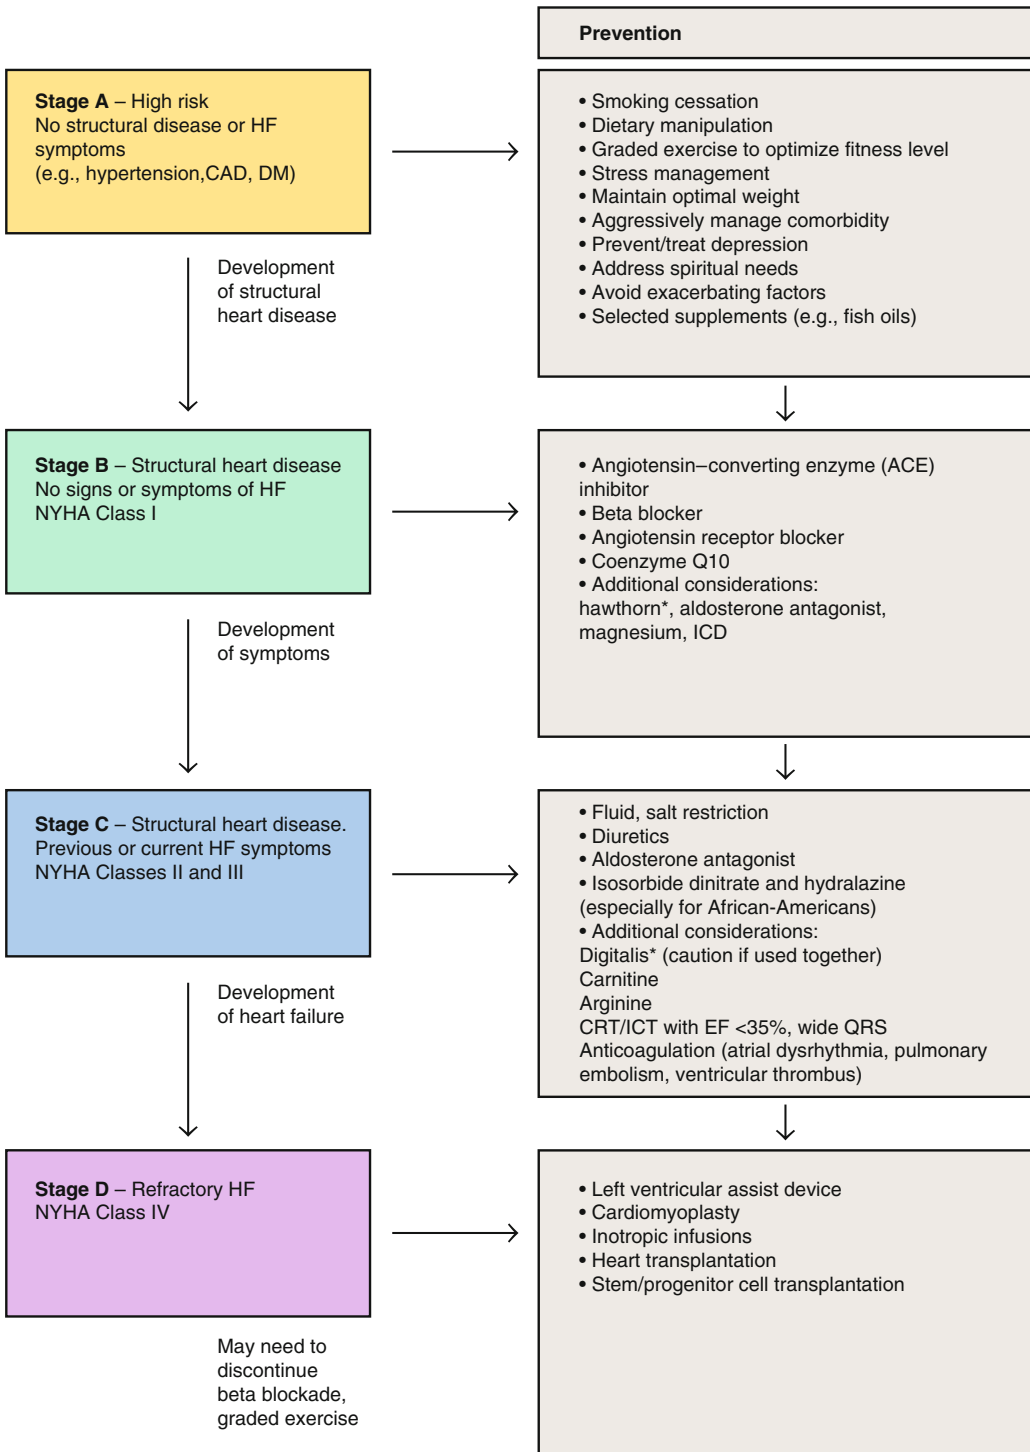 Prevention
Stage A – High risk
No structural disease or HF
symptoms
(e.g., hypertension,CAD, DM)
• Smoking cessation
• Dietary manipulation
• Graded exercise to optimize fitness level
• Stress management
• Maintain optimal weight
• Aggressively manage comorbidity
• Prevent/treat depression
• Address spiritual needs
• Avoid exacerbating factors
• Selected supplements (e.g., fish oils)
Development
of structural
heart disease
Stage B – Structural heart disease
No signs or symptoms of HF
NYHA Class I
• Angiotensin–converting enzyme (ACE)
inhibitor
• Beta blocker
• Angiotensin receptor blocker
• Coenzyme Q10
• Additional considerations:
hawthorn*, aldosterone antagonist,
magnesium, ICD
Development
of symptoms
Stage C – Structural heart disease.
Previous or current HF symptoms
NYHA Classes II and III
• Fluid, salt restriction
• Diuretics
• Aldosterone antagonist
• Isosorbide dinitrate and hydralazine
(especially for African-Americans)
• Additional considerations:
Digitalis* (caution if used together)
Carnitine
Arginine
CRT/ICT with EF <35%, wide QRS
Anticoagulation (atrial dysrhythmia, pulmonary
embolism, ventricular thrombus)
Development
of heart failure
Stage D – Refractory HF
NYHA Class IV
• Left ventricular assist device
• Cardiomyoplasty
• Inotropic infusions
• Heart transplantation
• Stem/progenitor cell transplantation
May need to
discontinue
beta blockade,
graded exercise